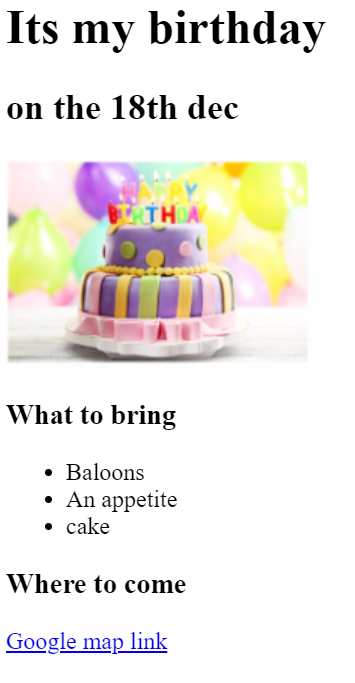 Its my birthday
on the 18th dec
HAPPY
BIRTHDAY
What to bring
Baloons
An appetite
cake
Where to come
Google map link